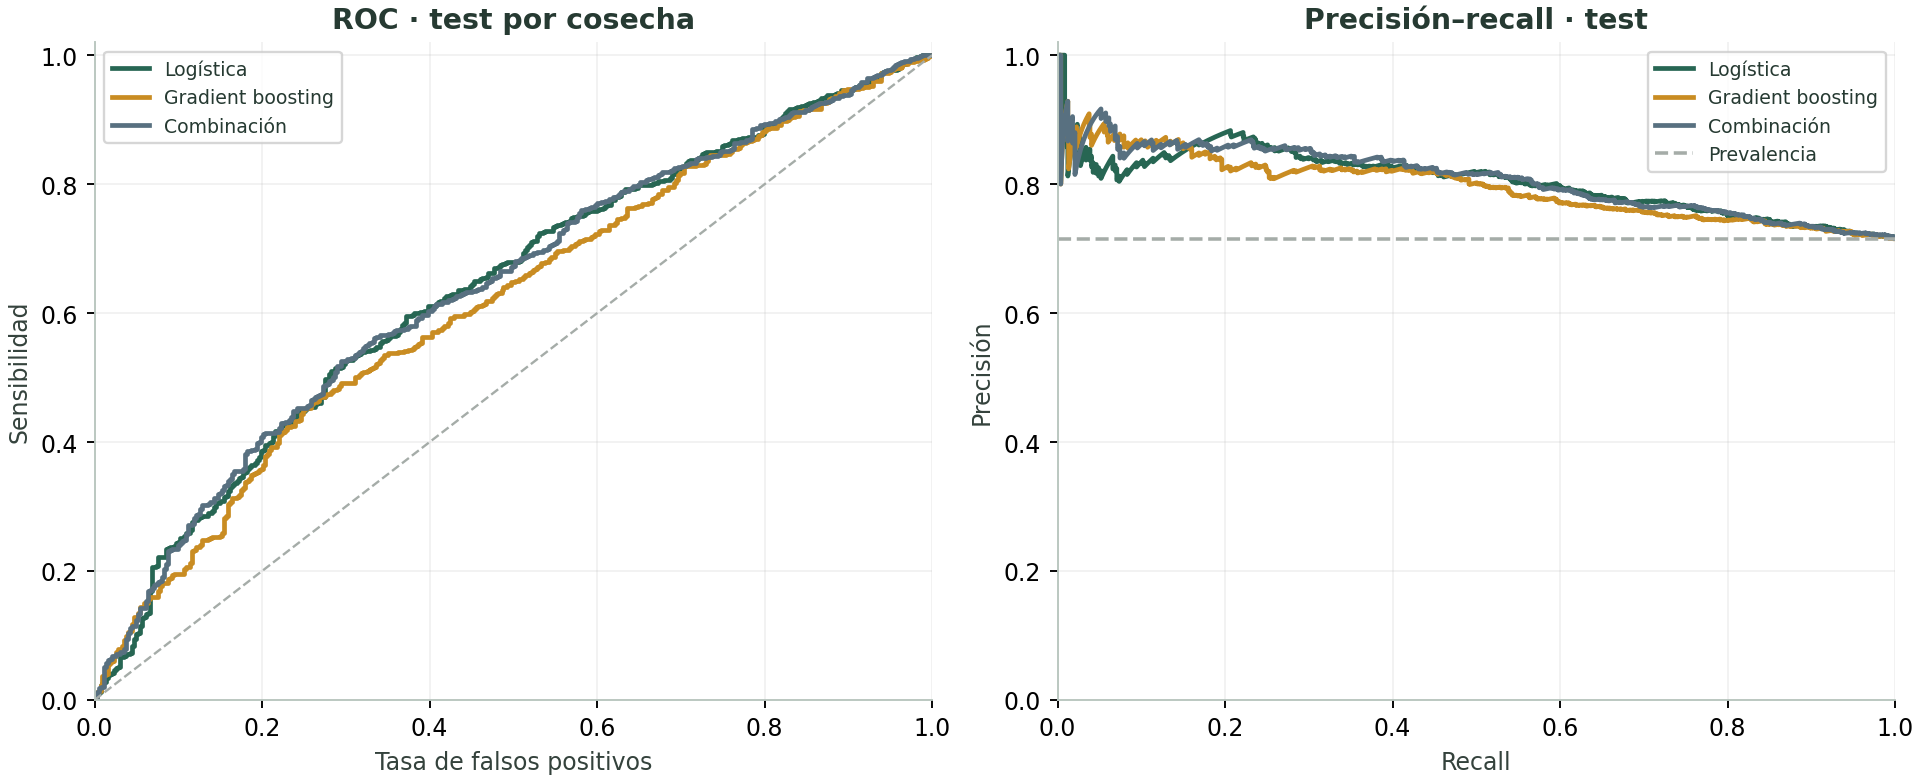 ROC · test por cosecha
Logística
Gradient boosting
Combinación
1.0
0.8
0.6
0.4
0.2
0.0
Sensibilidad
0.0 0.2 0.4 0.6 0.8 1.0
Tasa de falsos positivos
Precisión–recall · test
Logística
Gradient boosting
Combinación
Prevalencia
1.0
0.8
0.6
0.4
0.2
0.0
Precisión
0.0 0.2 0.4 0.6 0.8 1.0
Recall